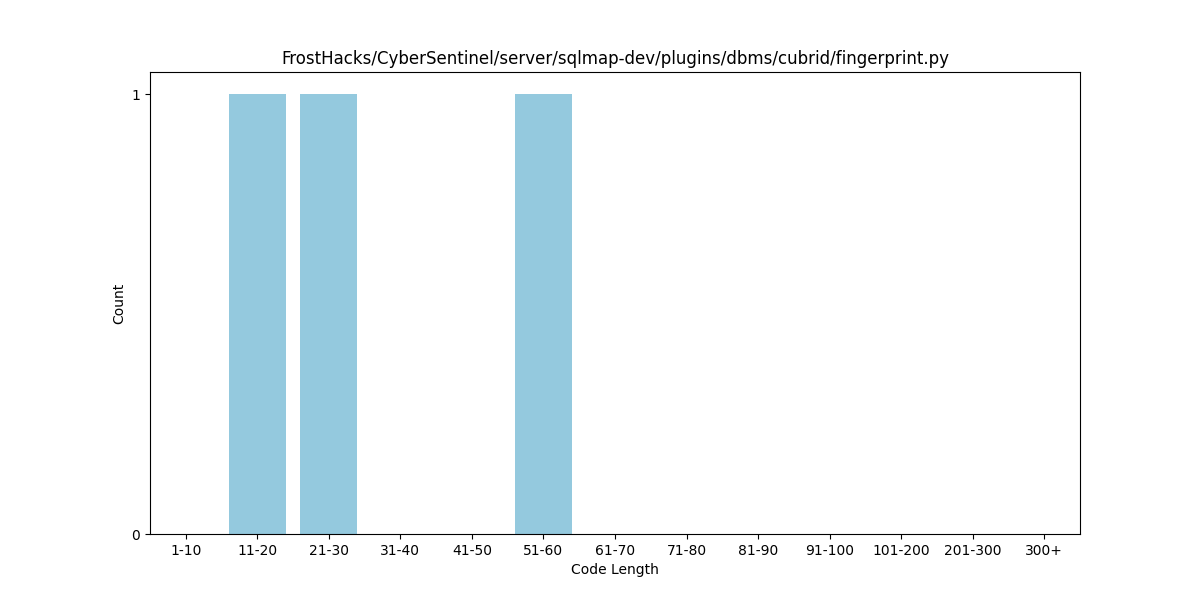 FrostHacks/CyberSentinel/server/sqlmap-dev/plugins/dbms/cubrid/fingerprint.py
1
Count
0
1-10 11-20 21-30 31-40 41-50 51-60 61-70 71-80 81-90 91-100 101-200 201-300 300+
Code Length